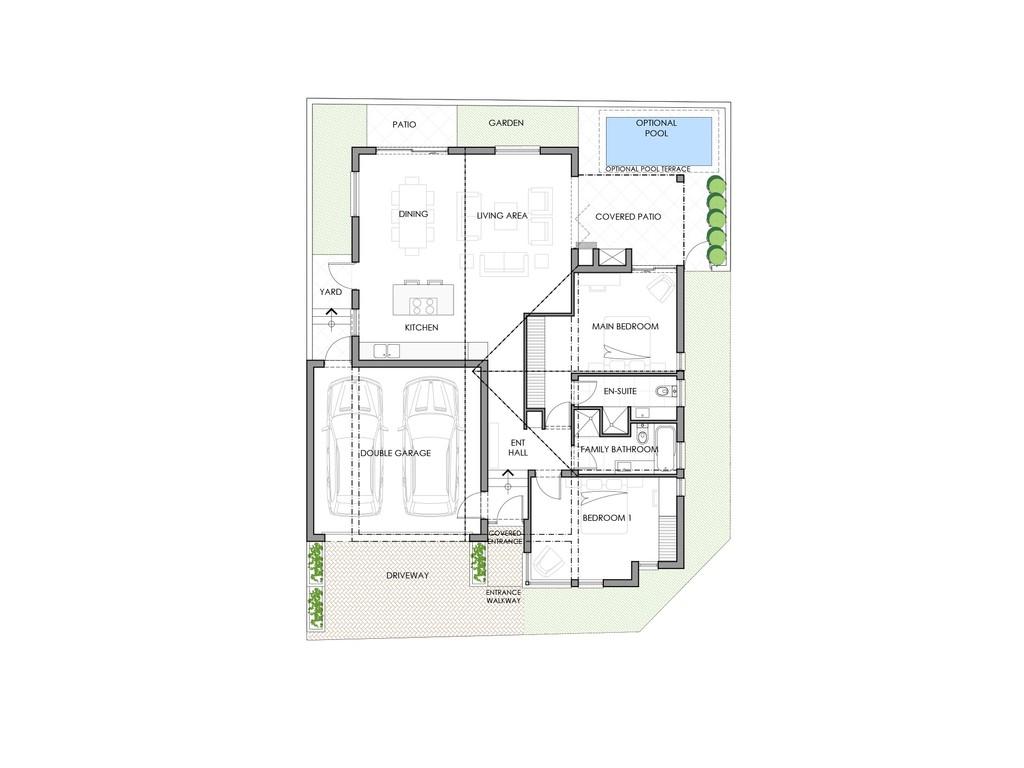 PATIO
GARDEN
OPTIONAL
POOL
OPTIONAL POOL TERRACE
DINING
LIVING AREA
COVERED PATIO
YARD
KITCHEN
MAIN BEDROOM
EN-SUITE
ENT
HALL
FAMILY BATHROOM
DOUBLE GARAGE
BEDROOM 1
COVERED
ENTRANCE
DRIVEWAY
ENTRANCE
WALKWAY